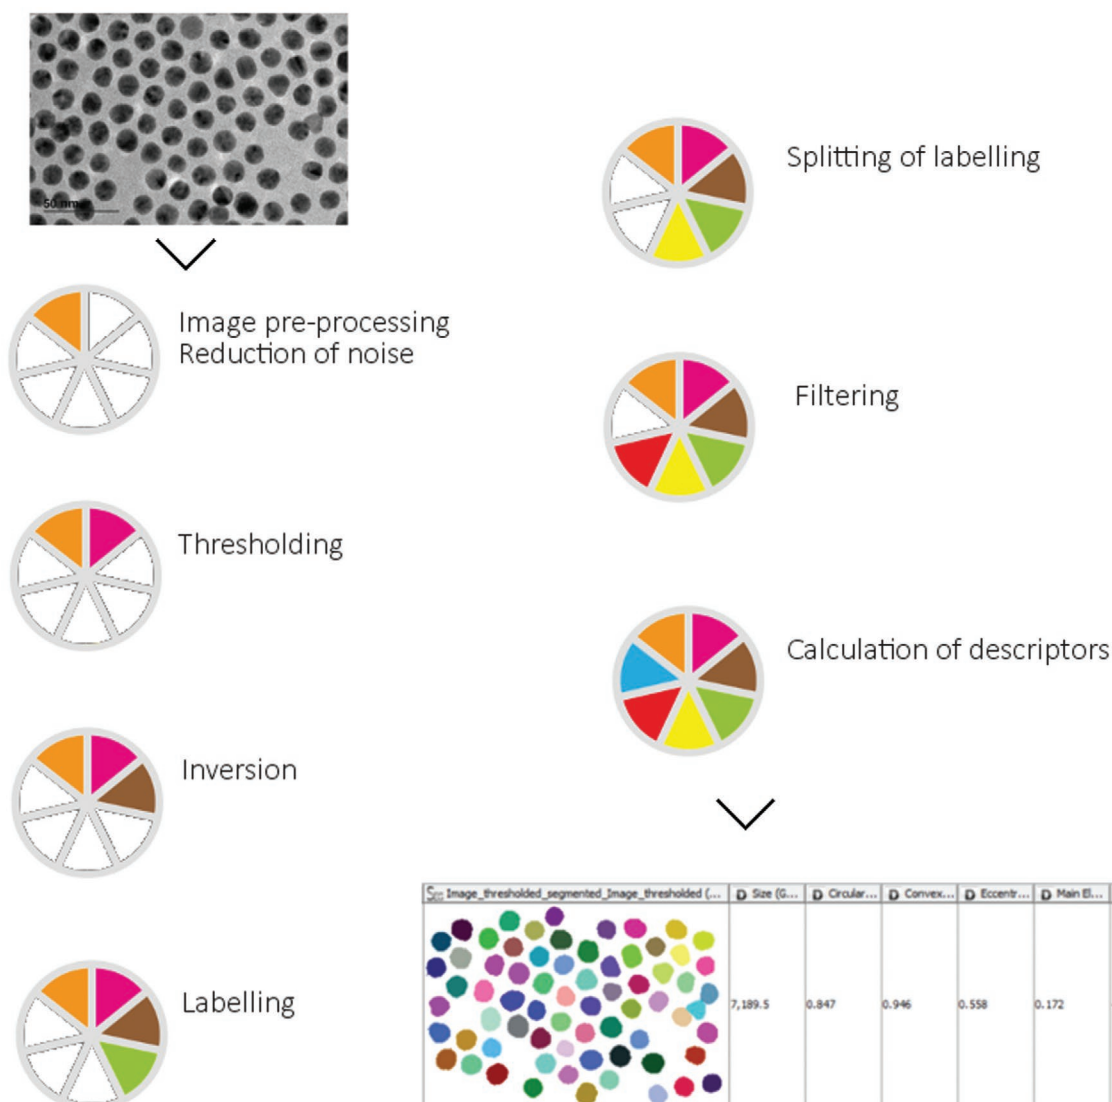 50 nm
Image pre-processing
Reduction of noise
Thresholding
Inversion
Labelling
Splitting of labelling
Filtering
Calculation of descriptors
Image_thresholded_segmented_Image_thresholded (... D Size (G... D Circular... D Convex... D Eccentr... D Main El...
7,189.5 0.847 0.946 0.558 0.172